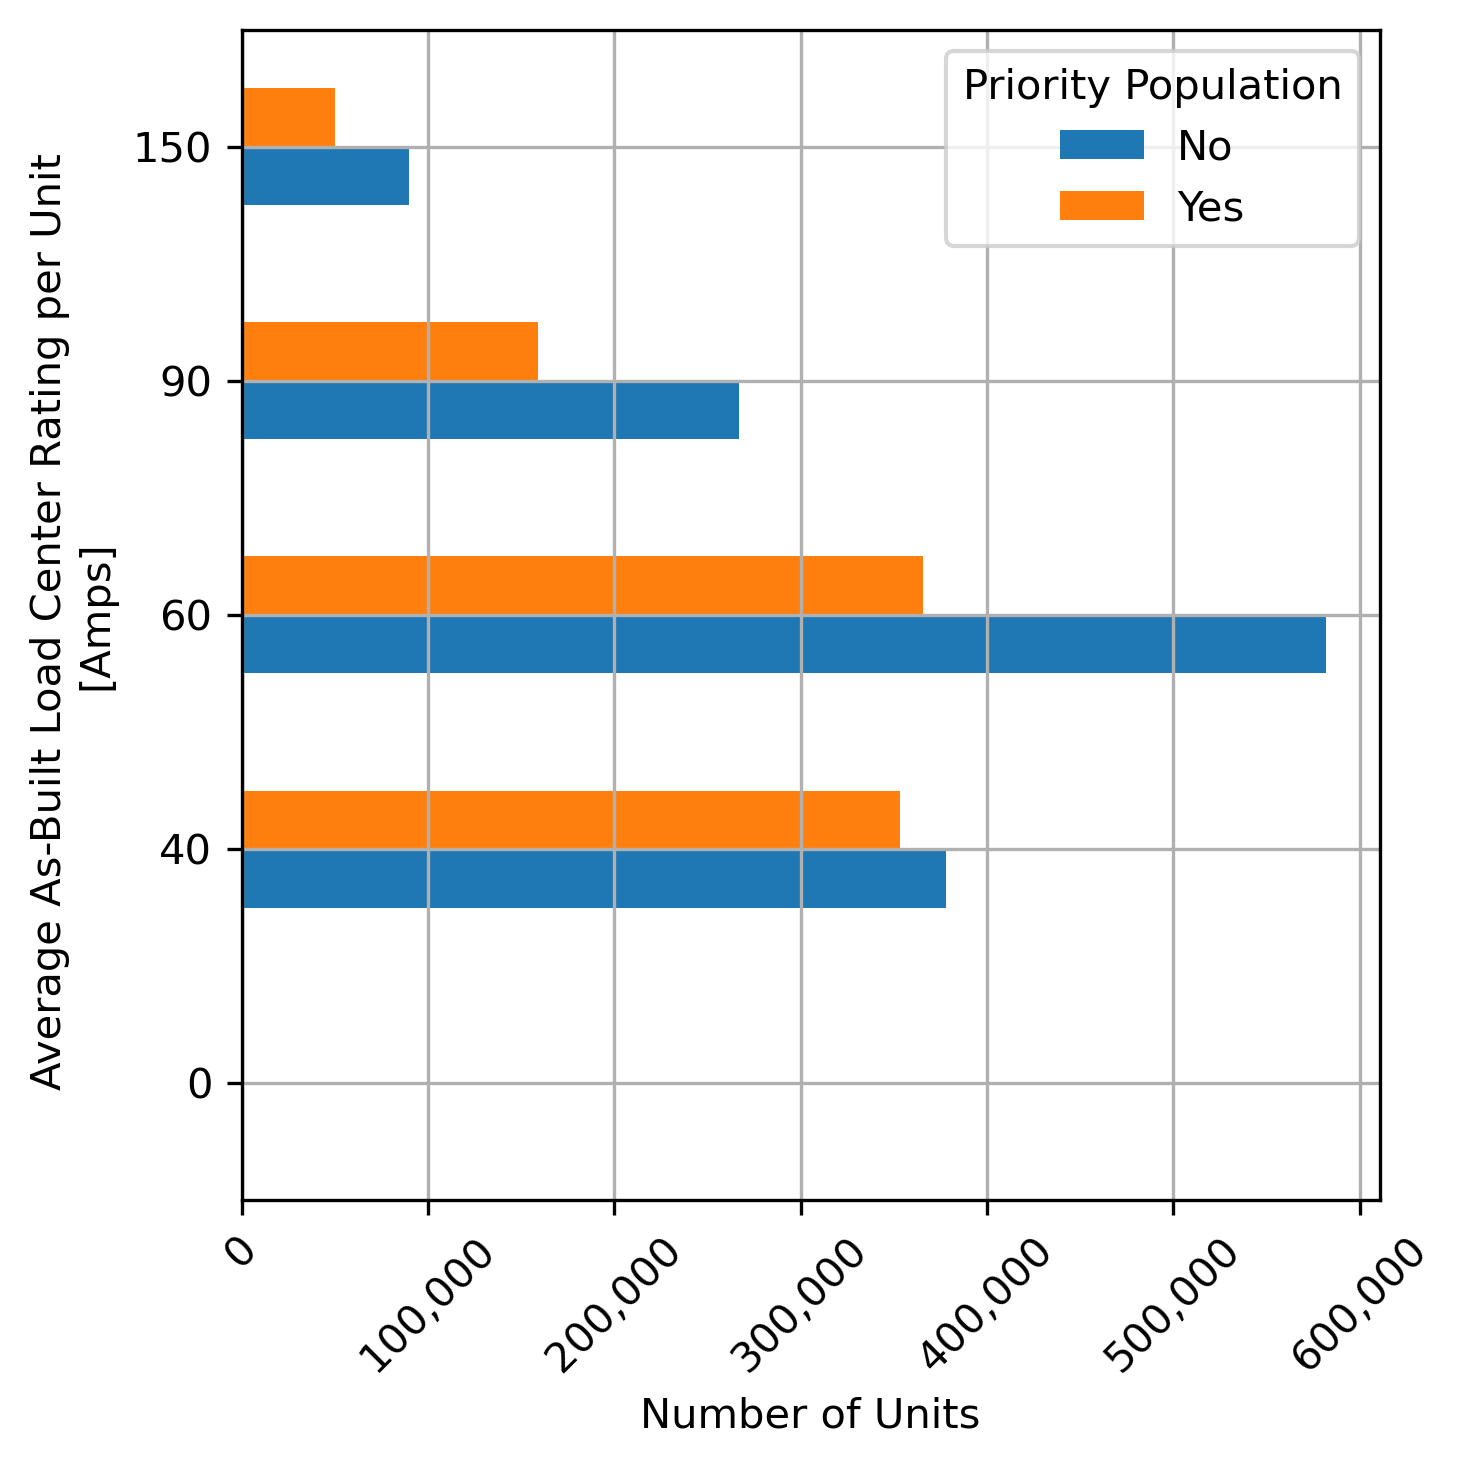 Priority Population
No
Yes
Average As-Built Load Center Rating per Unit
[Amps]
150
90
60
40
0
0
100,000
200,000
300,000
400,000
500,000
600,000
Number of Units